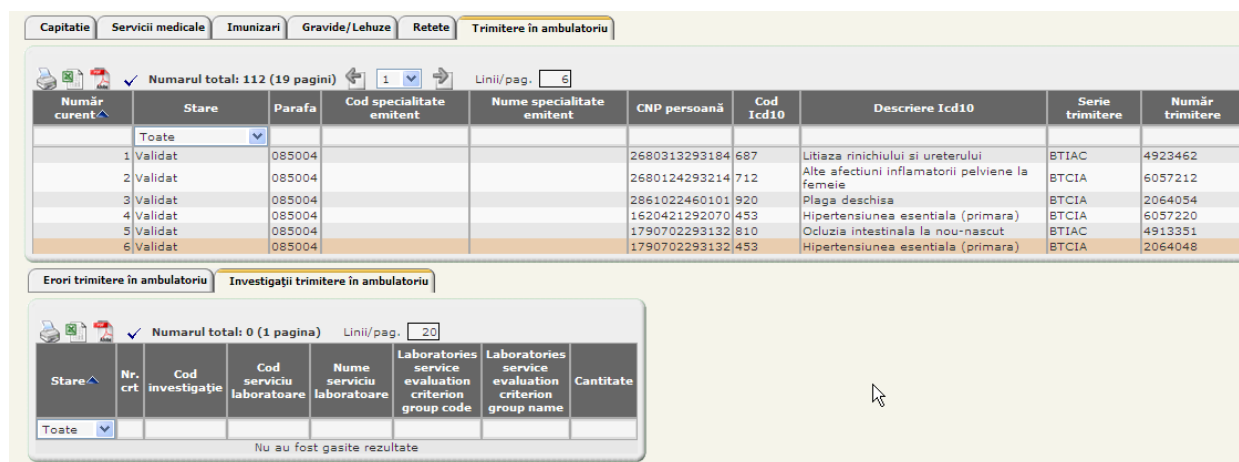 Capitatie Servicii medicale Imunizari Gravide/Lehuze Retete Trimitere în ambulatoriu
Numarul total: 112 (19 pagini) 1 Linii/pag. 6
Număr curent Stare Parafa Cod specialitate emitent Nume specialitate emitent CNP persoană Cod Icd10 Descriere Icd10 Serie trimitere Număr trimitere
Toate
1 Validat 085004 2680313293184 687 Litiaza rinichiului si ureterului BTIAC 4923462
2 Validat 085004 2680124293214 712 Alte afectiuni inflamatorii pelviene la femeie BTCIA 6057212
3 Validat 085004 2861022460101 920 Plaga deschisa BTCIA 2064054
4 Validat 085004 1620421292070 453 Hipertensiunea esentiala (primara) BTCIA 6057220
5 Validat 085004 1790702293132 810 Ocluzia intestinala la nou-nascut BTIAC 4913351
6 Validat 085004 1790702293132 453 Hipertensiunea esentiala (primara) BTCIA 2064048
Erori trimitere în ambulatoriu Investigaţii trimitere în ambulatoriu
Numarul total: 0 (1 pagina) Linii/pag. 20
Stare Nr. crt Cod investigaţie Cod serviciu laboratoare Nume serviciu laboratoare Laboratories service evaluation criterion group code Laboratories service evaluation criterion group name Cantitate
Toate
Nu au fost gasite rezultate